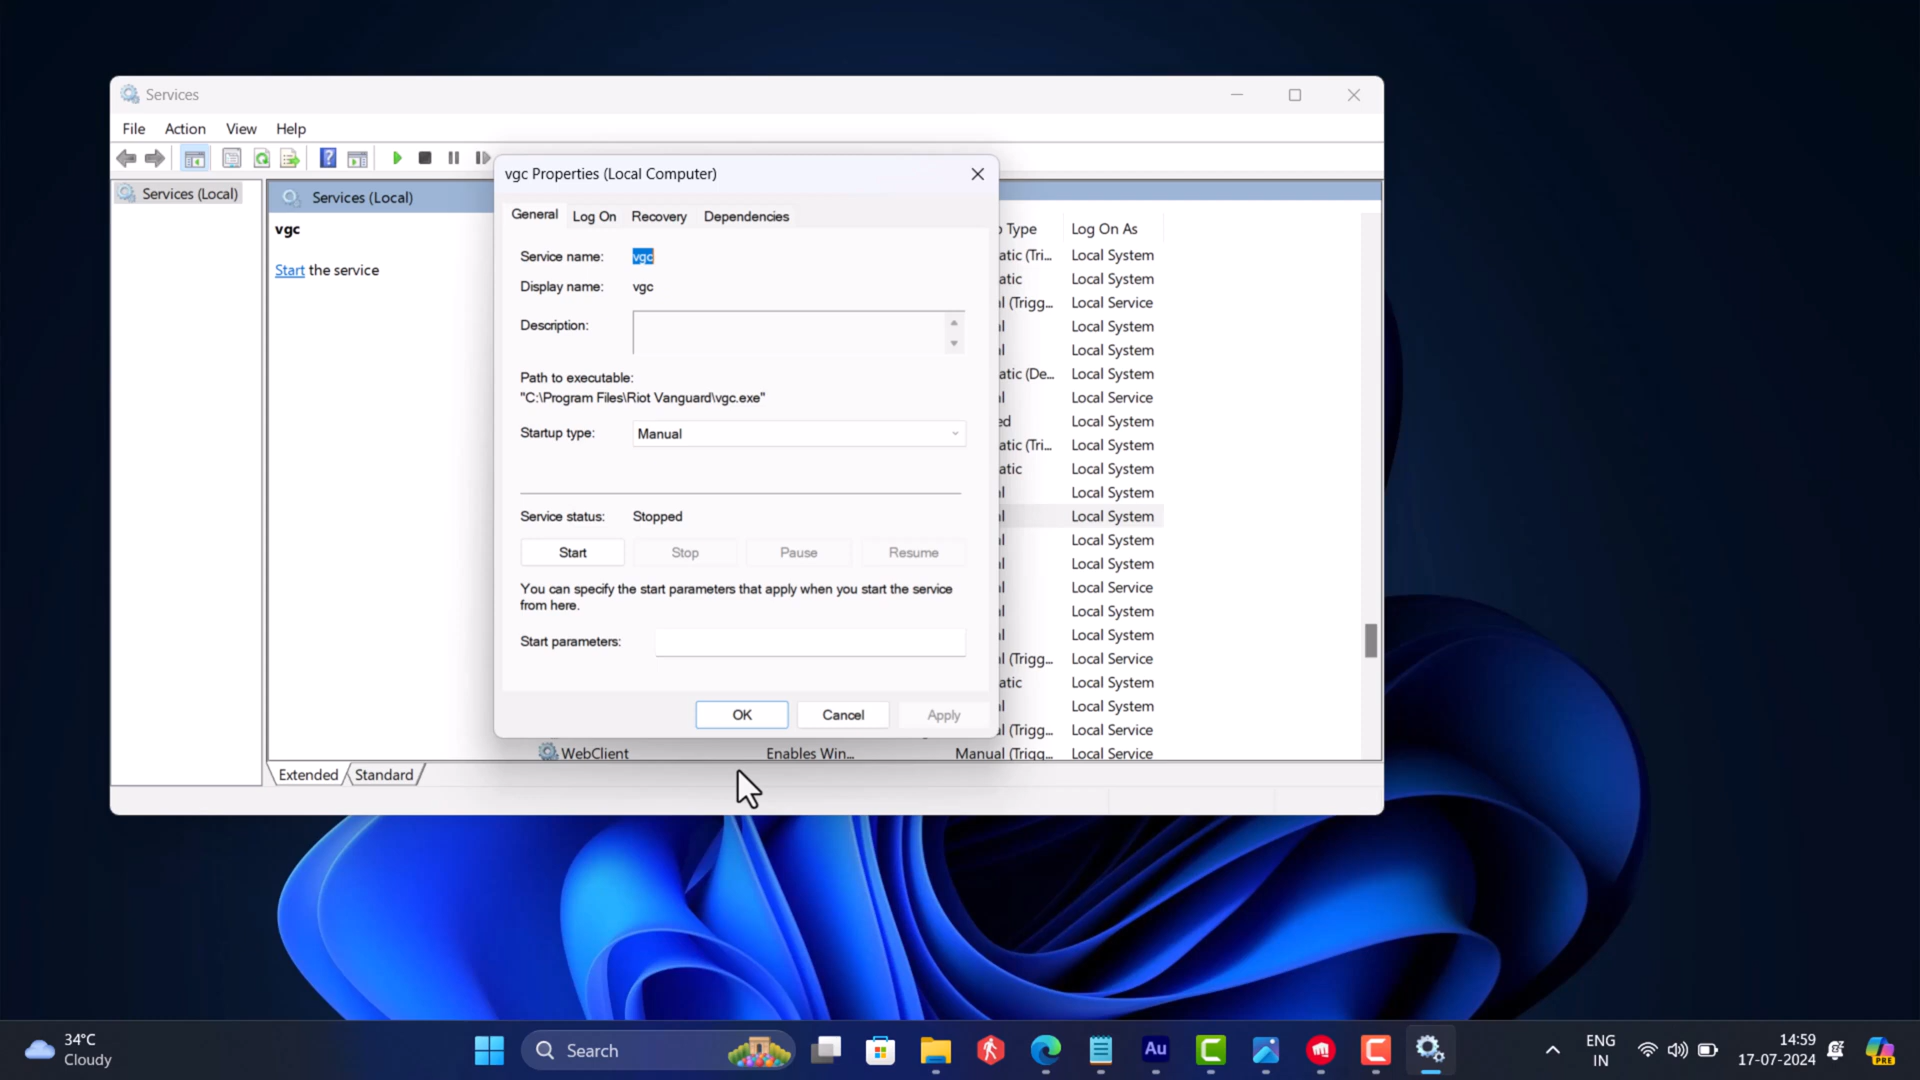 Services
File Action View Help
Services (Local)
Services (Local)
vgc
Start the service
vgc Properties (Local Computer)
General Log On Recovery Dependencies
Service name: vgc
Display name: vgc
Description:
Path to executable:
"C:\Program Files\Riot Vanguard\vgc.exe"
Startup type: Manual
Service status: Stopped
Start Stop Pause Resume
You can specify the start parameters that apply when you start the service
from here.
Start parameters:
OK Cancel Apply
Type Log On As
atic (Tri... Local System
atic Local System
l (Trigg... Local Service
l Local System
l Local System
atic (De... Local System
l Local Service
ed Local System
atic (Tri... Local System
atic Local System
l Local System
l Local System
l Local System
l Local System
l Local Service
l Local System
l Local System
l (Trigg... Local Service
atic Local System
l Local System
l (Trigg... Local Service
WebClient Enables Win... Manual (Trigg... Local Service
Extended Standard
34°C
Cloudy
Search
Au
ENG
IN
14:59
17-07-2024
PRE